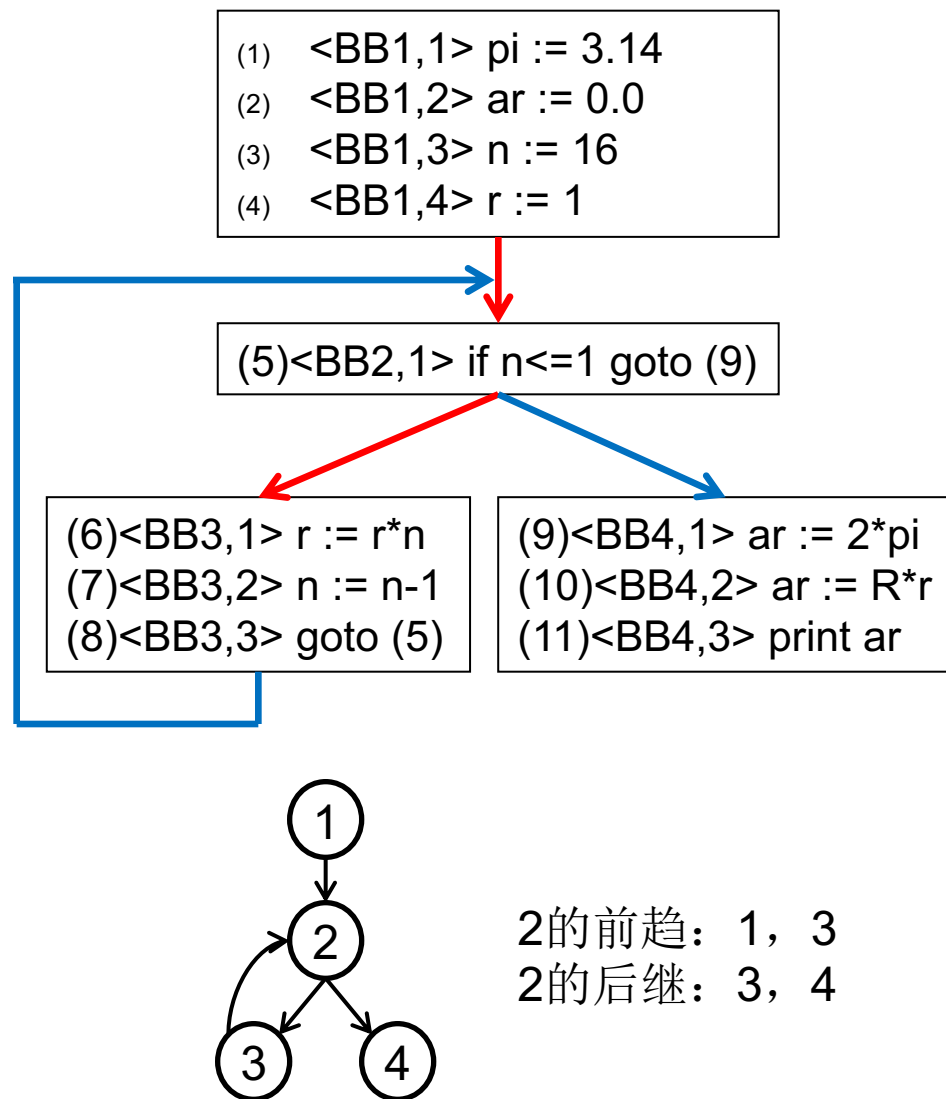 (1) <BB1,1> pi := 3.14
(2) <BB1,2> ar := 0.0
(3) <BB1,3> n := 16
(4) <BB1,4> r := 1
(5)<BB2,1> if n<=1 goto (9)
(6)<BB3,1> r := r*n
(7)<BB3,2> n := n-1
(8)<BB3,3> goto (5)
(9)<BB4,1> ar := 2*pi
(10)<BB4,2> ar := R*r
(11)<BB4,3> print ar
1
2
3
4
2的前趋：1，3
2的后继：3，4